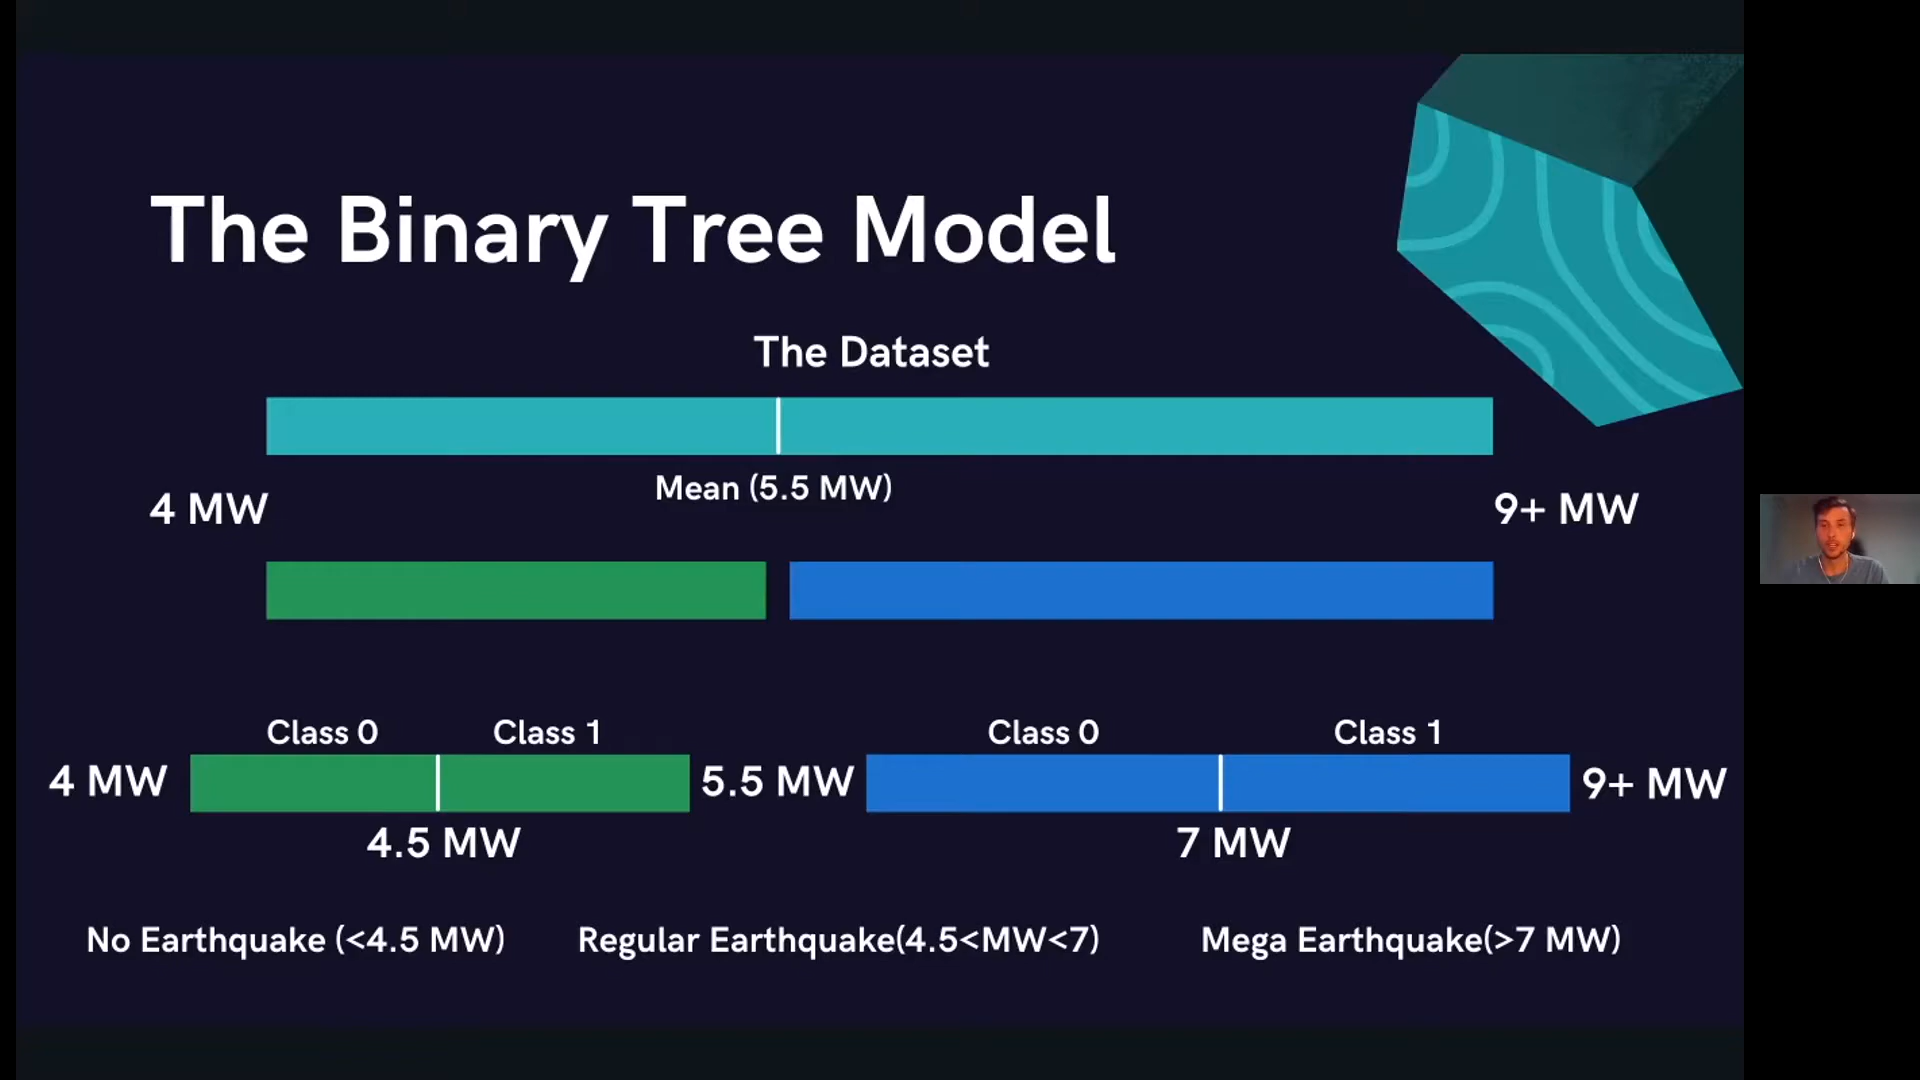 The Binary Tree Model
The Dataset
Mean (5.5 MW)
4 MW
9+ MW
Class 0
Class 1
Class 0
Class 1
4 MW
5.5 MW
9+ MW
4.5 MW
7 MW
No Earthquake (<4.5 MW)
Regular Earthquake(4.5<MW<7)
Mega Earthquake(>7 MW)